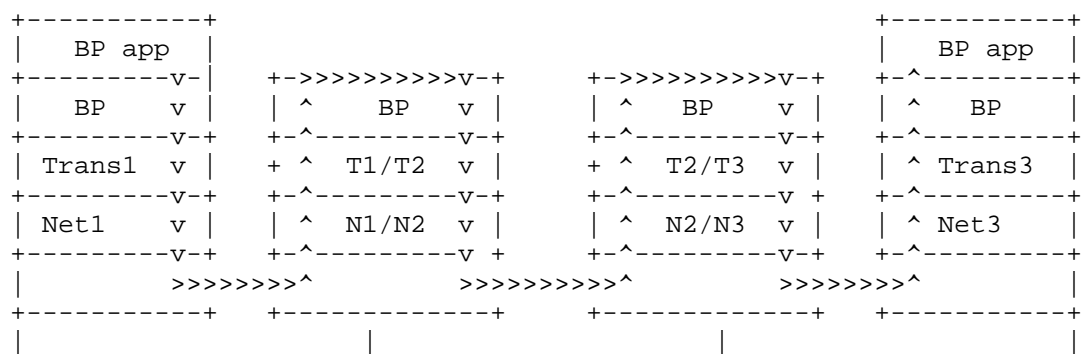 +-----------+                                         +-----------+
|   BP app  |                                         |   BP app  |
+---------v-|   +->>>>>>>>>>v-+     +->>>>>>>>>>v-+   +-^---------+
|   BP    v |   | ^    BP   v |     | ^   BP    v |   | ^   BP    |
+---------v-+   +-^---------v-+     +-^---------v-+   +-^---------+
| Trans1  v |   + ^  T1/T2  v |     + ^  T2/T3  v |   | ^ Trans3  |
+---------v-+   +-^---------v-+     +-^---------v +   +-^---------+
| Net1    v |   | ^  N1/N2  v |     | ^  N2/N3  v |   | ^ Net3    |
+---------v-+   +-^---------v +     +-^---------v-+   +-^---------+
|         >>>>>>>>^         >>>>>>>>>>^         >>>>>>>>^         |
+-----------+   +-------------+     +-------------+   +-----------+
|                     |                     |                     |